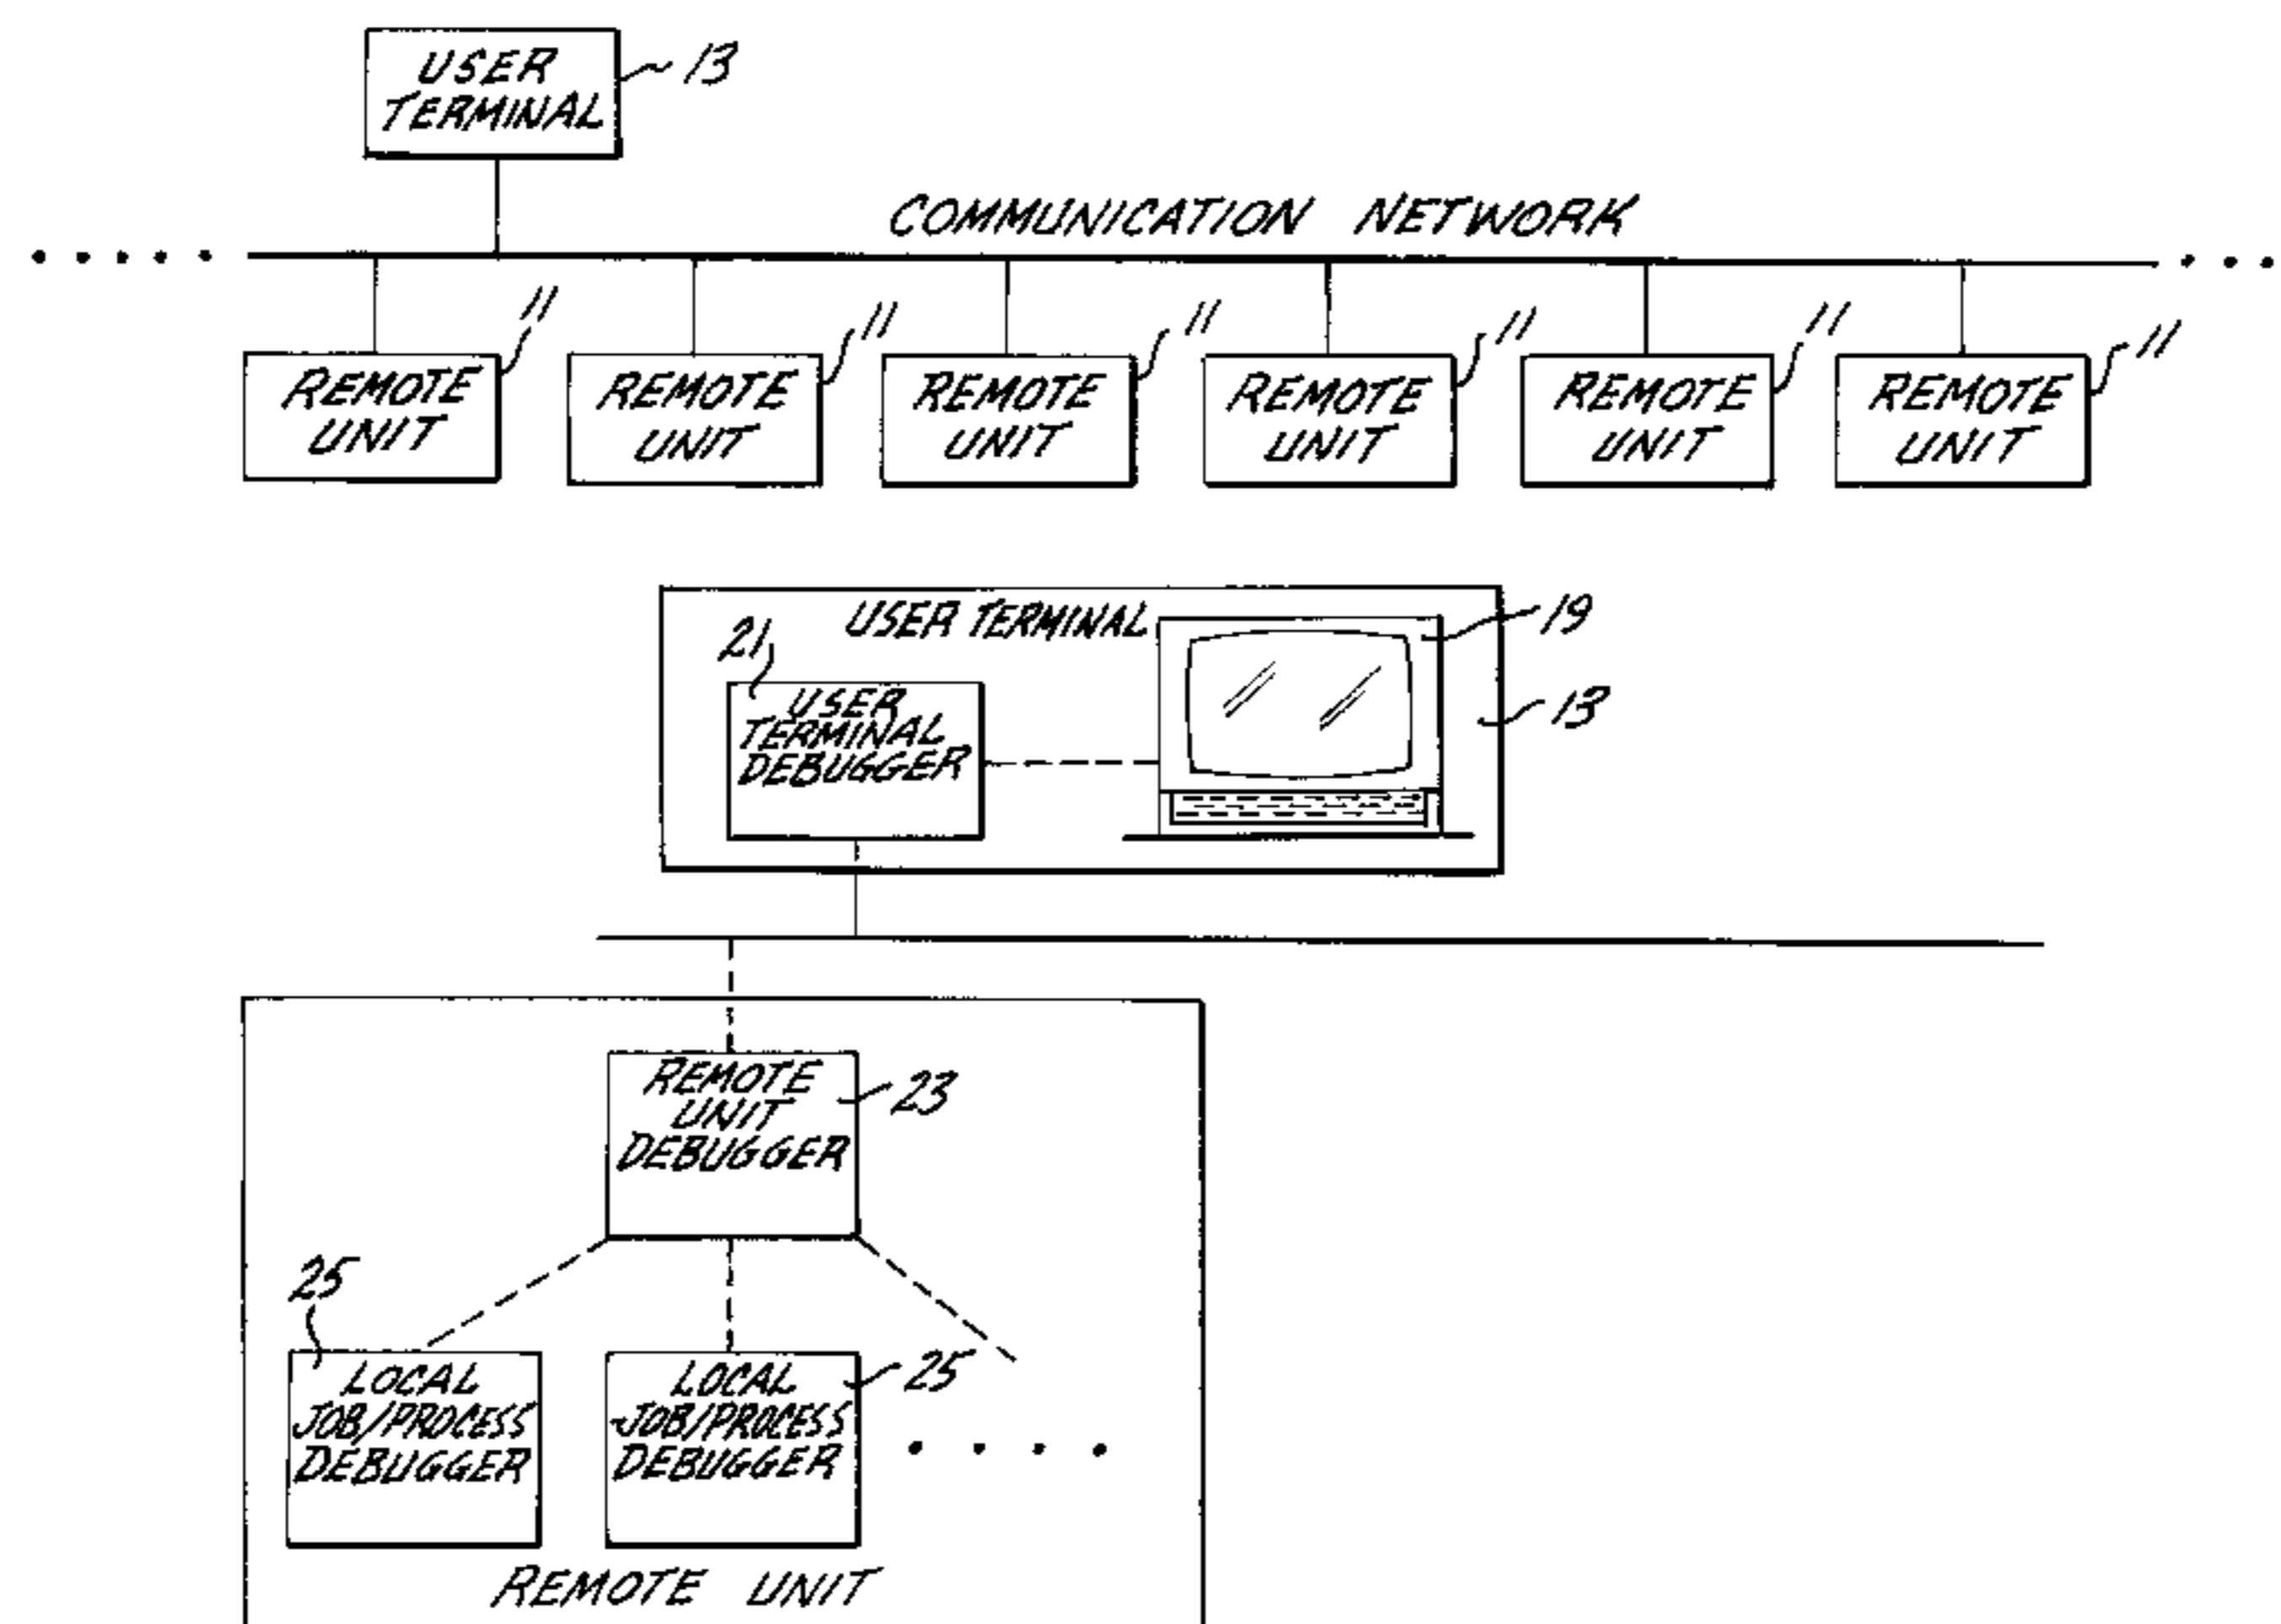 USER
TERMINAL
13
COMMUNICATION NETWORK
11
11
11
11
11
11
REMOTE
UNIT
REMOTE
UNIT
REMOTE
UNIT
REMOTE
UNIT
REMOTE
UNIT
REMOTE
UNIT
USER TERMINAL
19
21
13
USER
TERMINAL
DEBUGGER
REMOTE
UNIT
DEBUGGER
23
25
25
LOCAL
JOB/PROCESS
DEBUGGER
LOCAL
JOB/PROCESS
DEBUGGER
REMOTE UNIT